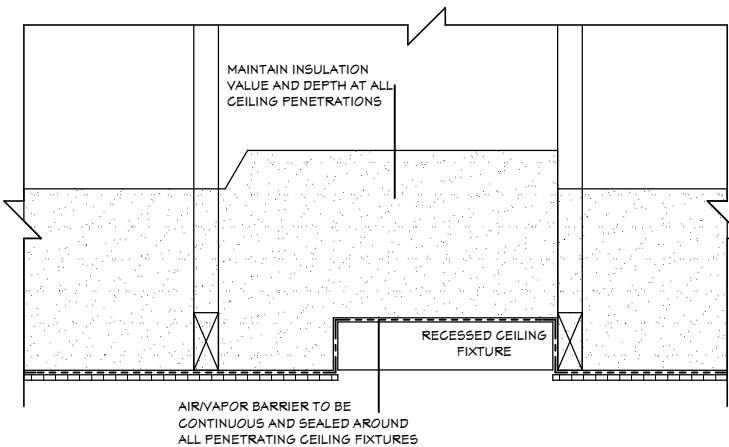 MAINTAIN INSULATION
VALUE AND DEPTH AT ALL
CEILING PENETRATIONS
RECESSED CEILING
FIXTURE
AIR/VAPOR BARRIER TO BE
CONTINUOUS AND SEALED AROUND
ALL PENETRATING CEILING FIXTURES